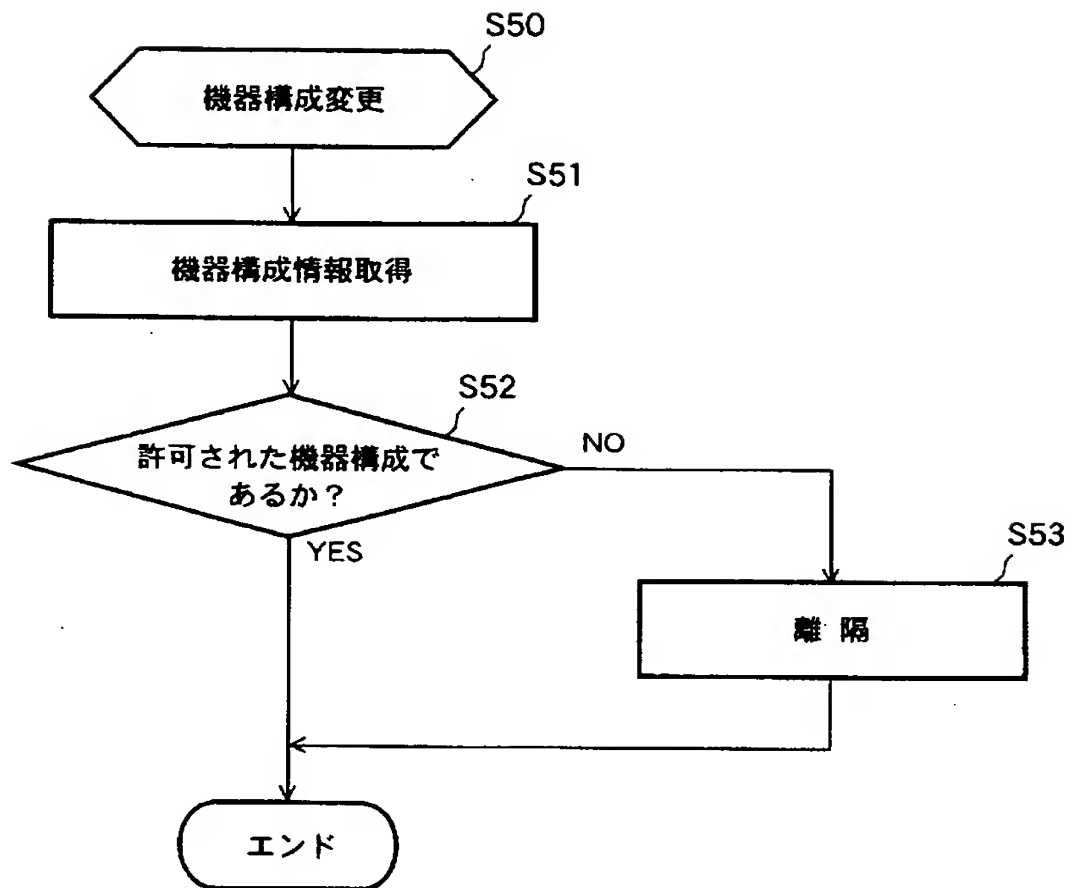 S50
機器構成変更
S51
機器構成情報取得
S52
許可された機器構成で
あるか？
NO
YES
S53
離隔
エンド